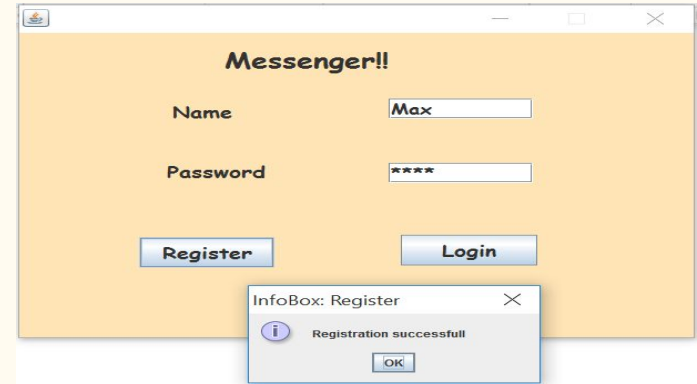 Messenger!!
Name Max
Password ****
Register Login
InfoBox: Register
Registration successfull
OK